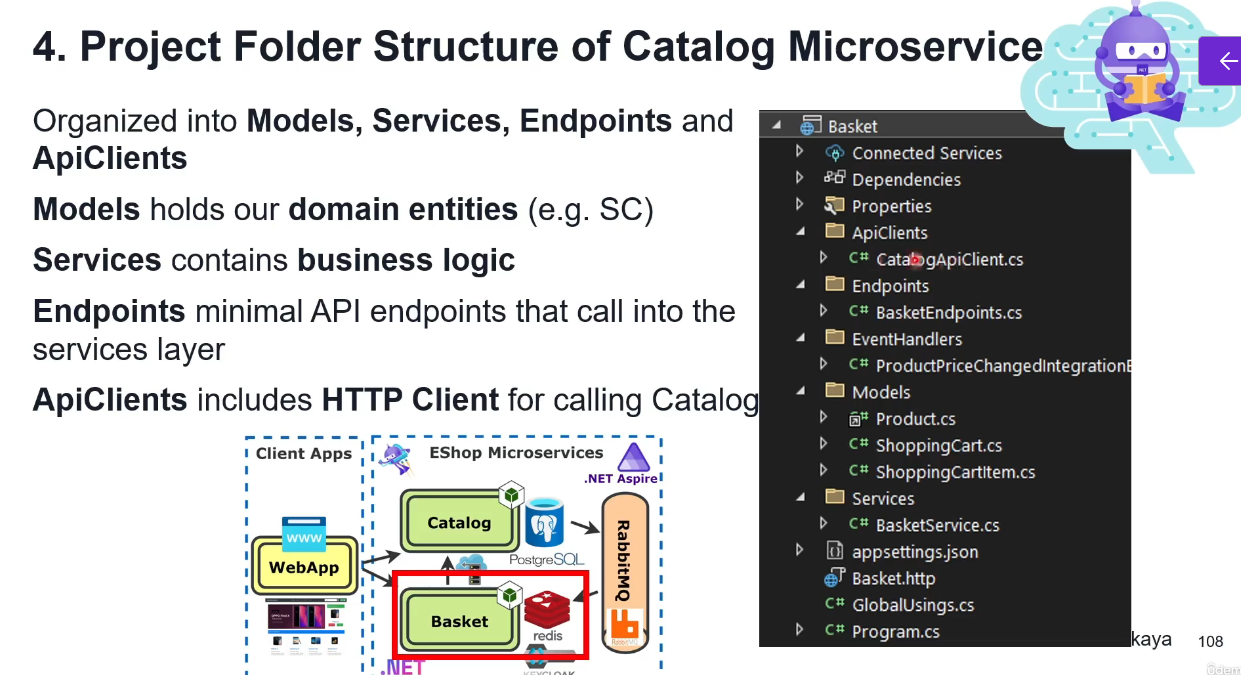 4. Project Folder Structure of Catalog Microservice
Organized into Models, Services, Endpoints and
ApiClients
Models holds our domain entities (e.g. SC)
Services contains business logic
Endpoints minimal API endpoints that call into the
services layer
ApiClients includes HTTP Client for calling Catalog
Basket
Connected Services
Dependencies
Properties
ApiClients
CatalogApiClient.cs
Endpoints
BasketEndpoints.cs
EventHandlers
ProductPriceChangedIntegrationE
Models
Product.cs
ShoppingCart.cs
ShoppingCartItem.cs
Services
BasketService.cs
appsettings.json
Basket.http
GlobalUsings.cs
Program.cs
Client Apps
EShop Microservices
.NET Aspire
Catalog
PostgreSQL
RabbitMQ
WWW
WebApp
Basket
redis
.NET
KEYCLOAK
kaya
108